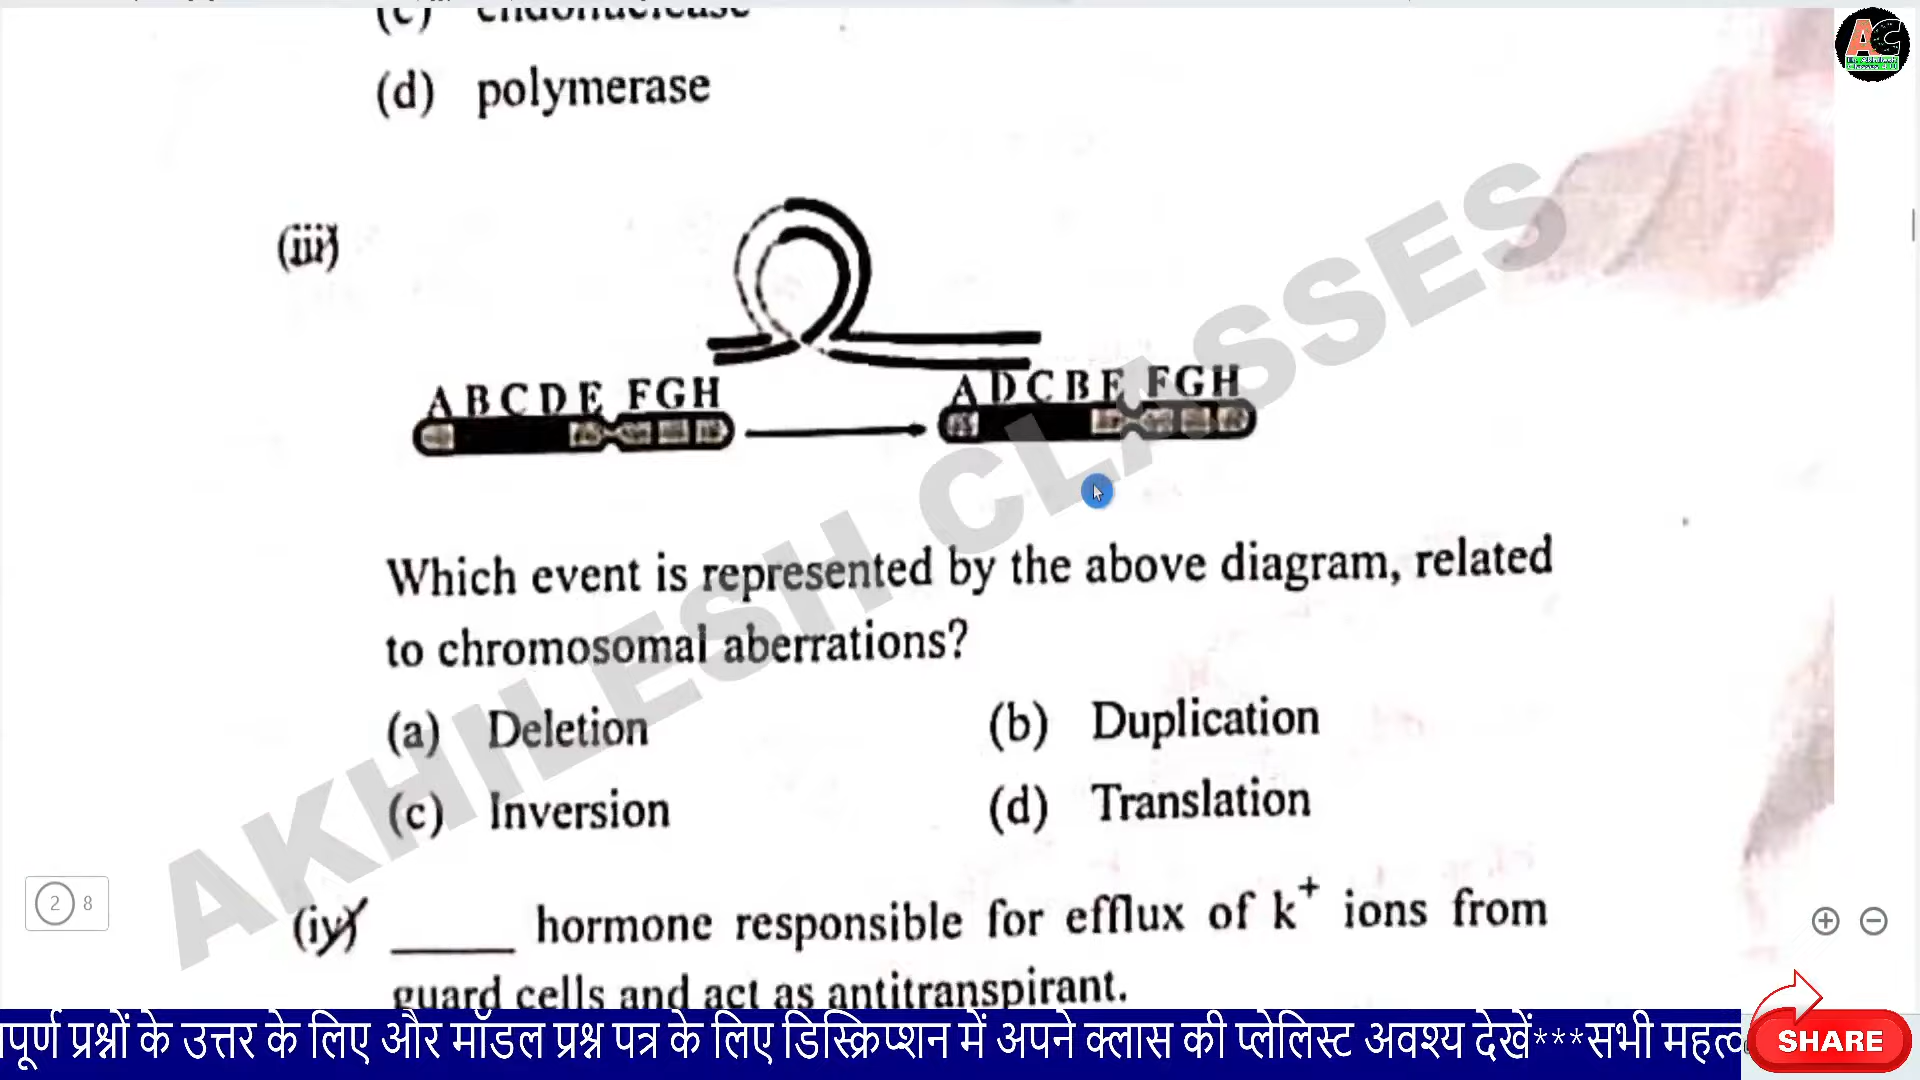 (c) endonuclease
(d) polymerase
(iii)
A B C D E FGH
A D C B E FGH
Which event is represented by the above diagram, related
to chromosomal aberrations?
(a) Deletion
(b) Duplication
(c) Inversion
(d) Translation
(iv) _____ hormone responsible for efflux of k⁺ ions from
guard cells and act as antitranspirant.
AKHILESH CLASSES
2 8
AC
पूर्ण प्रश्नों के उत्तर के लिए और मॉडल प्रश्न पत्र के लिए डिस्क्रिप्शन में अपने क्लास की प्लेलिस्ट अवश्य देखें***सभी महत्व
SHARE